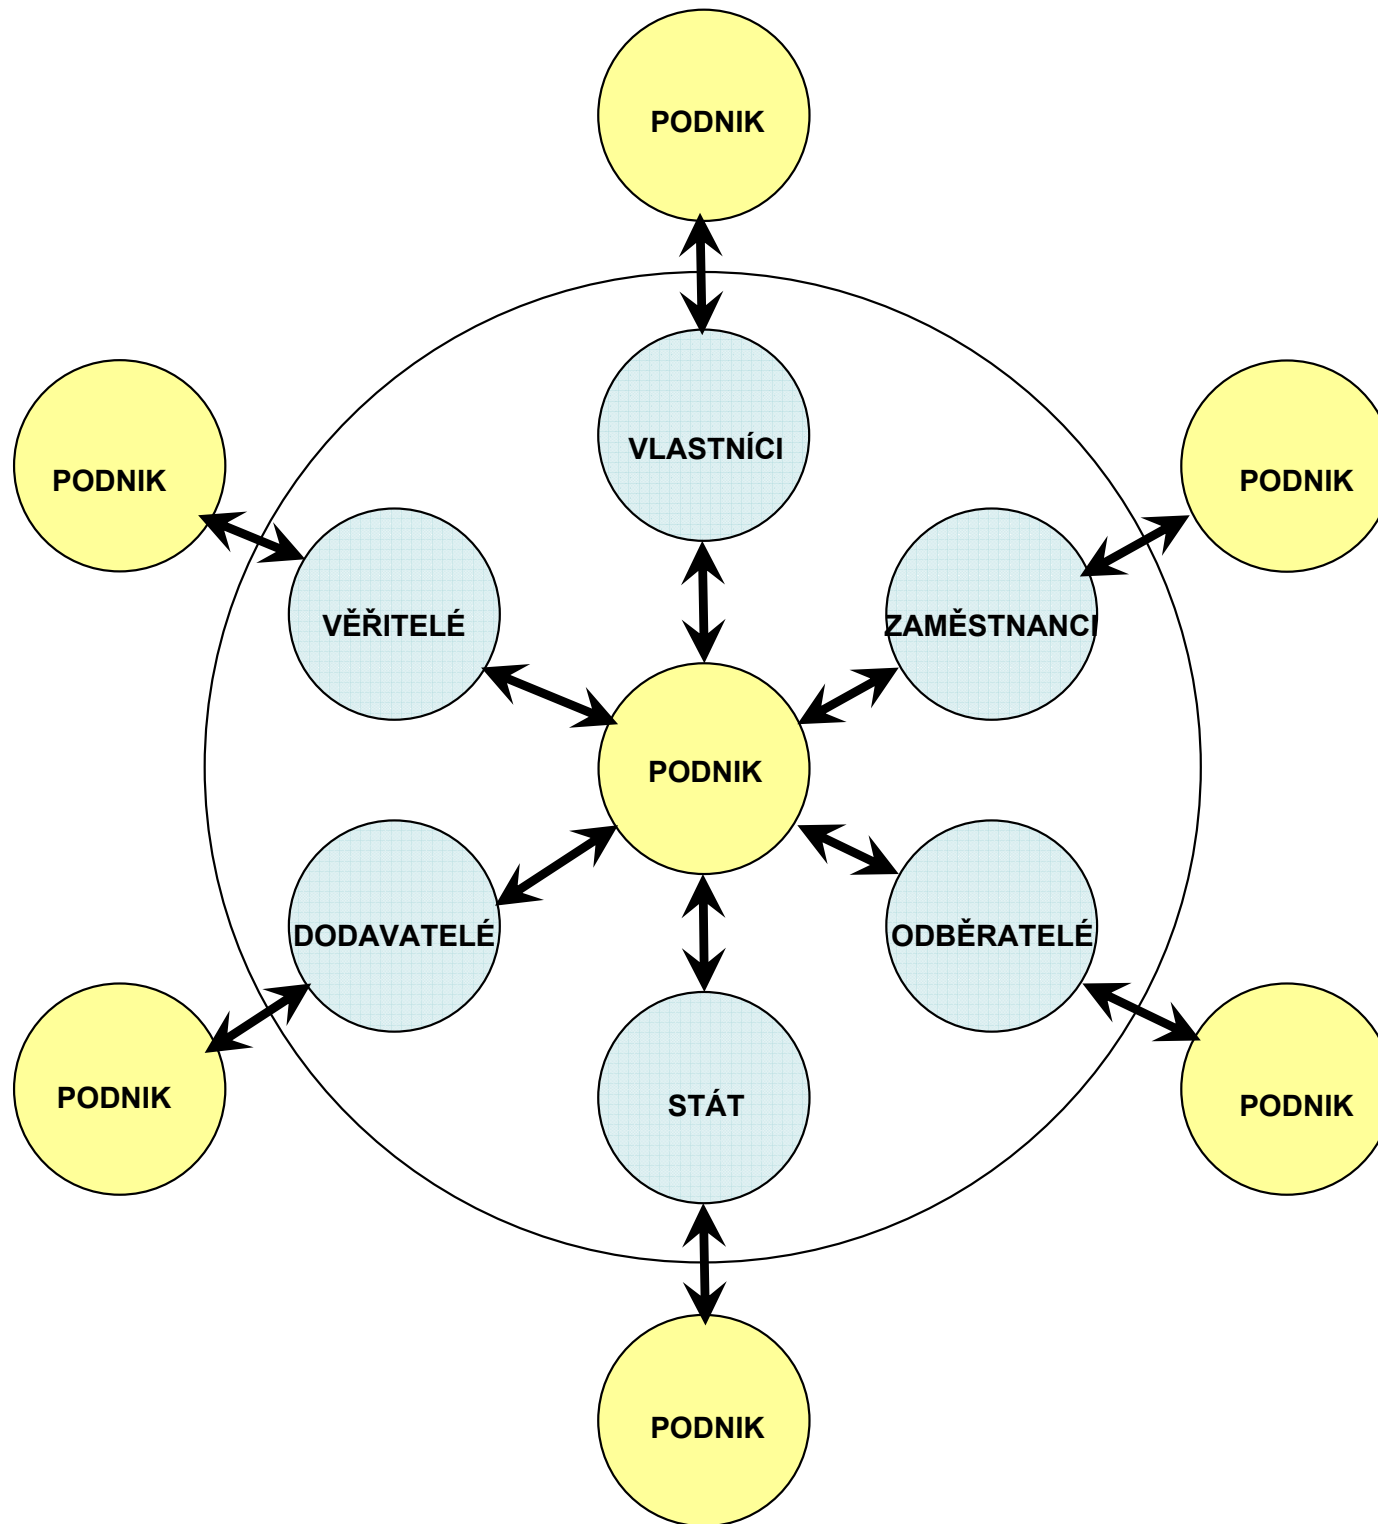 PODNIK
VLASTNÍCI
PODNIK
PODNIK
VĚŘITELÉ
ZAMĚSTNANCI
PODNIK
DODAVATELÉ
ODBĚRATELÉ
PODNIK
STÁT
PODNIK
PODNIK